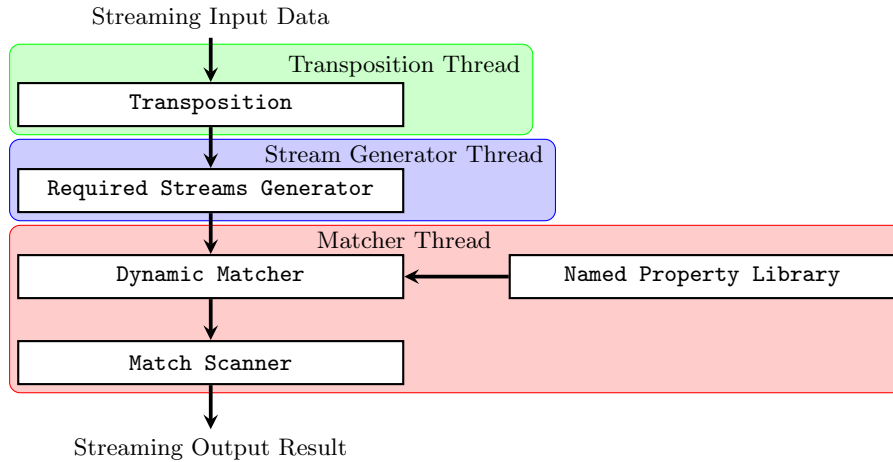 Streaming Input Data
Transposition Thread
Transposition
Stream Generator Thread
Required Streams Generator
Matcher Thread
Dynamic Matcher
Named Property Library
Match Scanner
Streaming Output Result